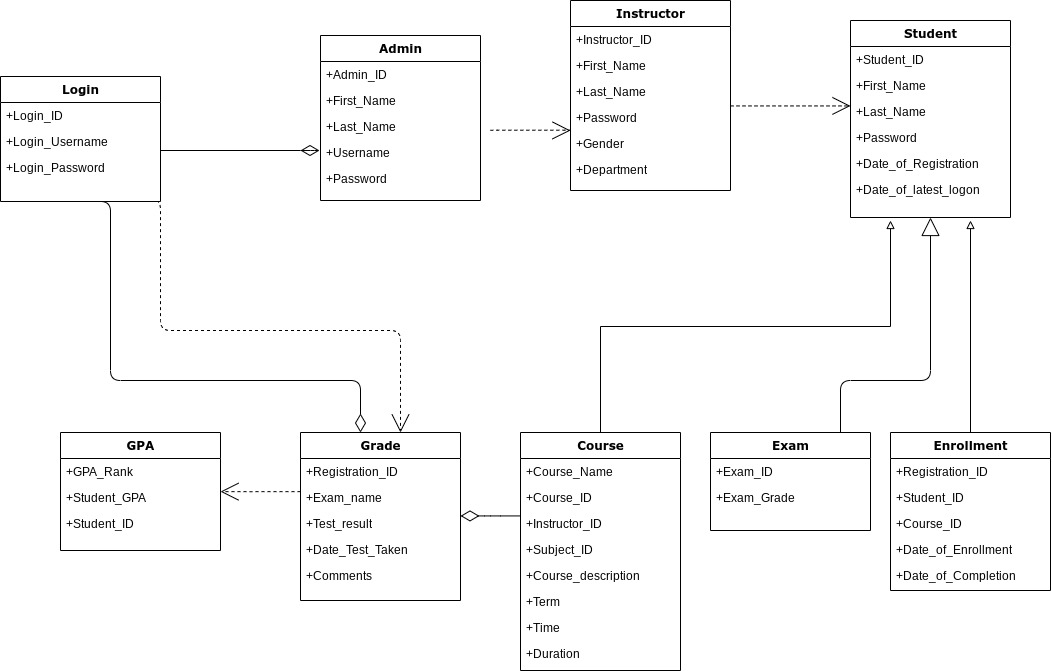 Login
+Login_ID
+Login_Username
+Login_Password
Admin
+Admin_ID
+First_Name
+Last_Name
+Username
+Password
Instructor
+Instructor_ID
+First_Name
+Last_Name
+Password
+Gender
+Department
Student
+Student_ID
+First_Name
+Last_Name
+Password
+Date_of_Registration
+Date_of_latest_logon
GPA
+GPA_Rank
+Student_GPA
+Student_ID
Grade
+Registration_ID
+Exam_name
+Test_result
+Date_Test_Taken
+Comments
Course
+Course_Name
+Course_ID
+Instructor_ID
+Subject_ID
+Course_description
+Term
+Time
+Duration
Exam
+Exam_ID
+Exam_Grade
Enrollment
+Registration_ID
+Student_ID
+Course_ID
+Date_of_Enrollment
+Date_of_Completion